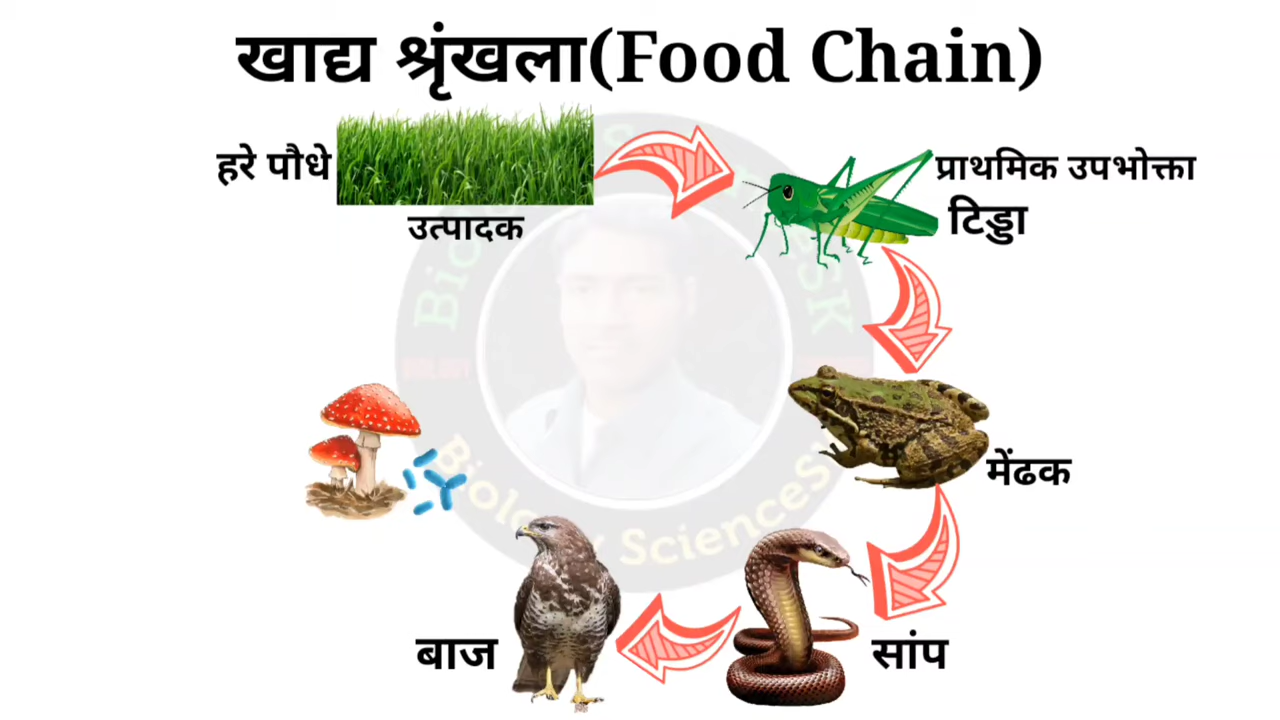 खाद्य श्रृंखला(Food Chain)
हरे पौधे
उत्पादक
प्राथमिक उपभोक्ता
टिड्डा
मेंढक
सांप
बाज